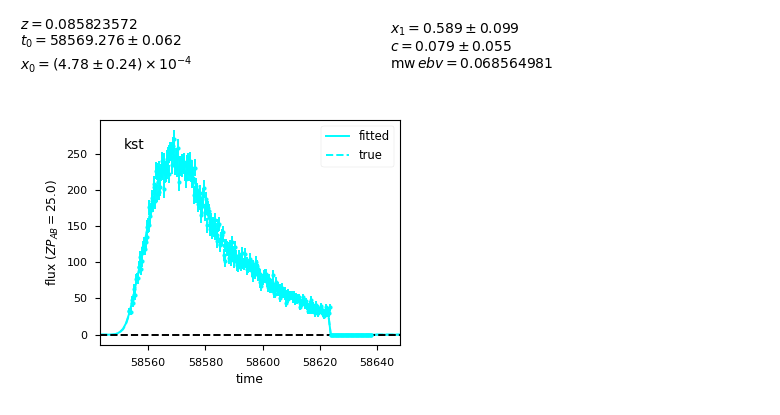 z = 0.085823572
t₀ = 58569.276 ± 0.062
x₀ = (4.78 ± 0.24) × 10⁻⁴
x₁ = 0.589 ± 0.099
c = 0.079 ± 0.055
mw ebv = 0.068564981
kst
fitted
true
flux (ZP_AB = 25.0)
250
200
150
100
50
0
58560 58580 58600 58620 58640
time